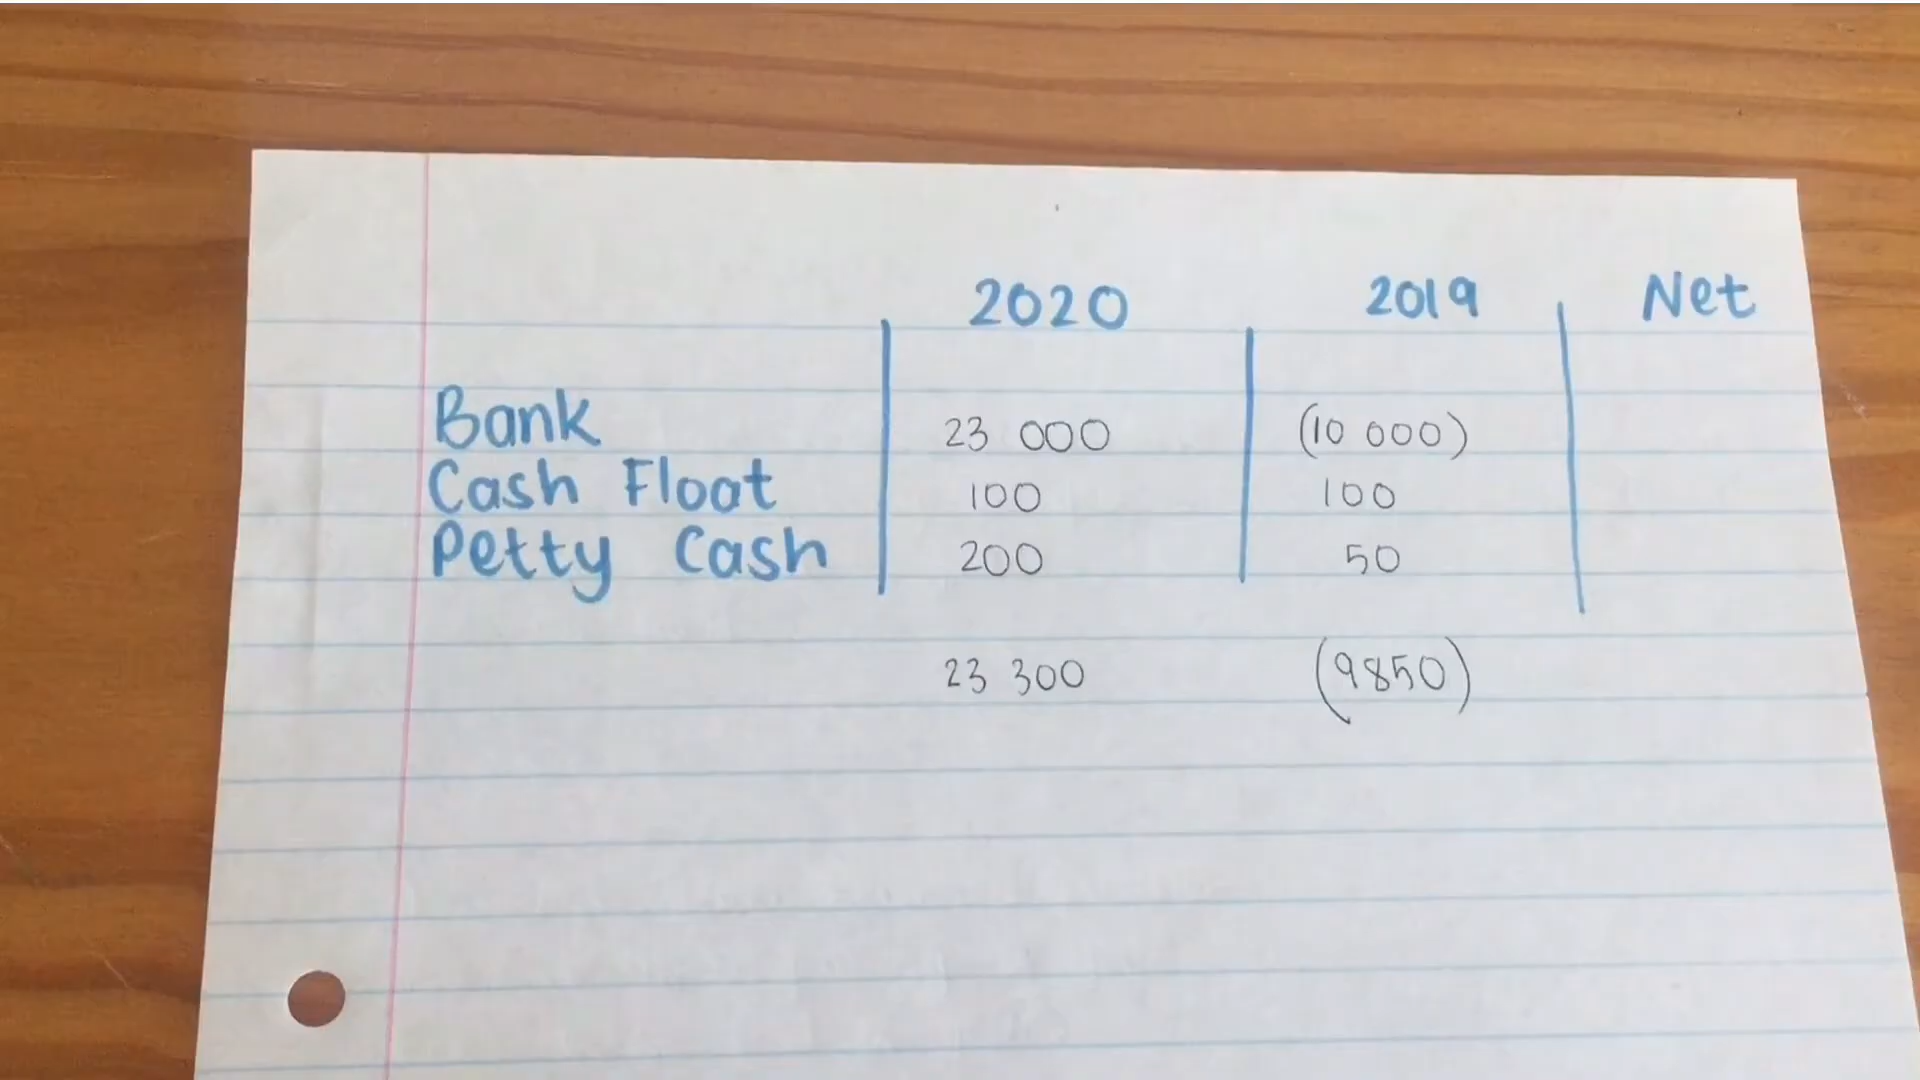 2020 2019 Net
Bank 23 000 (10 000)
Cash Float 100 100
Petty Cash 200 50
23 300 (9850)